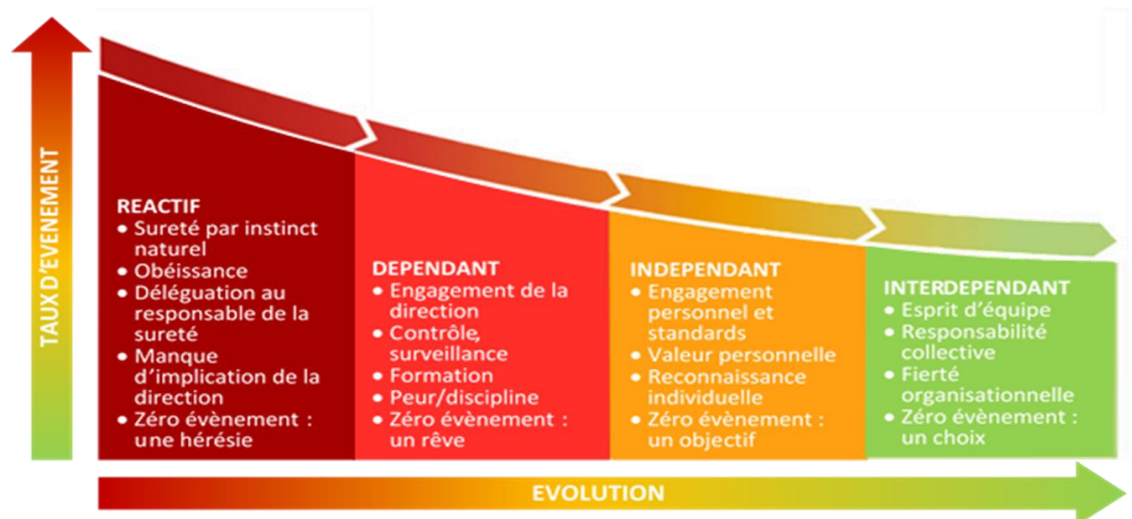 TAUX D'EVENEMENT
REACTIF
• Sureté par instinct
naturel
• Obéissance
• Déléguation au
responsable de la
sureté
• Manque
d'implication de la
direction
• Zéro évènement :
une hérésie
DEPENDANT
• Engagement de la
direction
• Contrôle,
surveillance
• Formation
• Peur/discipline
• Zéro évènement :
un rêve
INDEPENDANT
• Engagement
personnel et
standards
• Valeur personnelle
• Reconnaissance
individuelle
• Zéro évènement :
un objectif
INTERDEPENDANT
• Esprit d'équipe
• Responsabilité
collective
• Fierté
organisationnelle
• Zéro évènement :
un choix
EVOLUTION